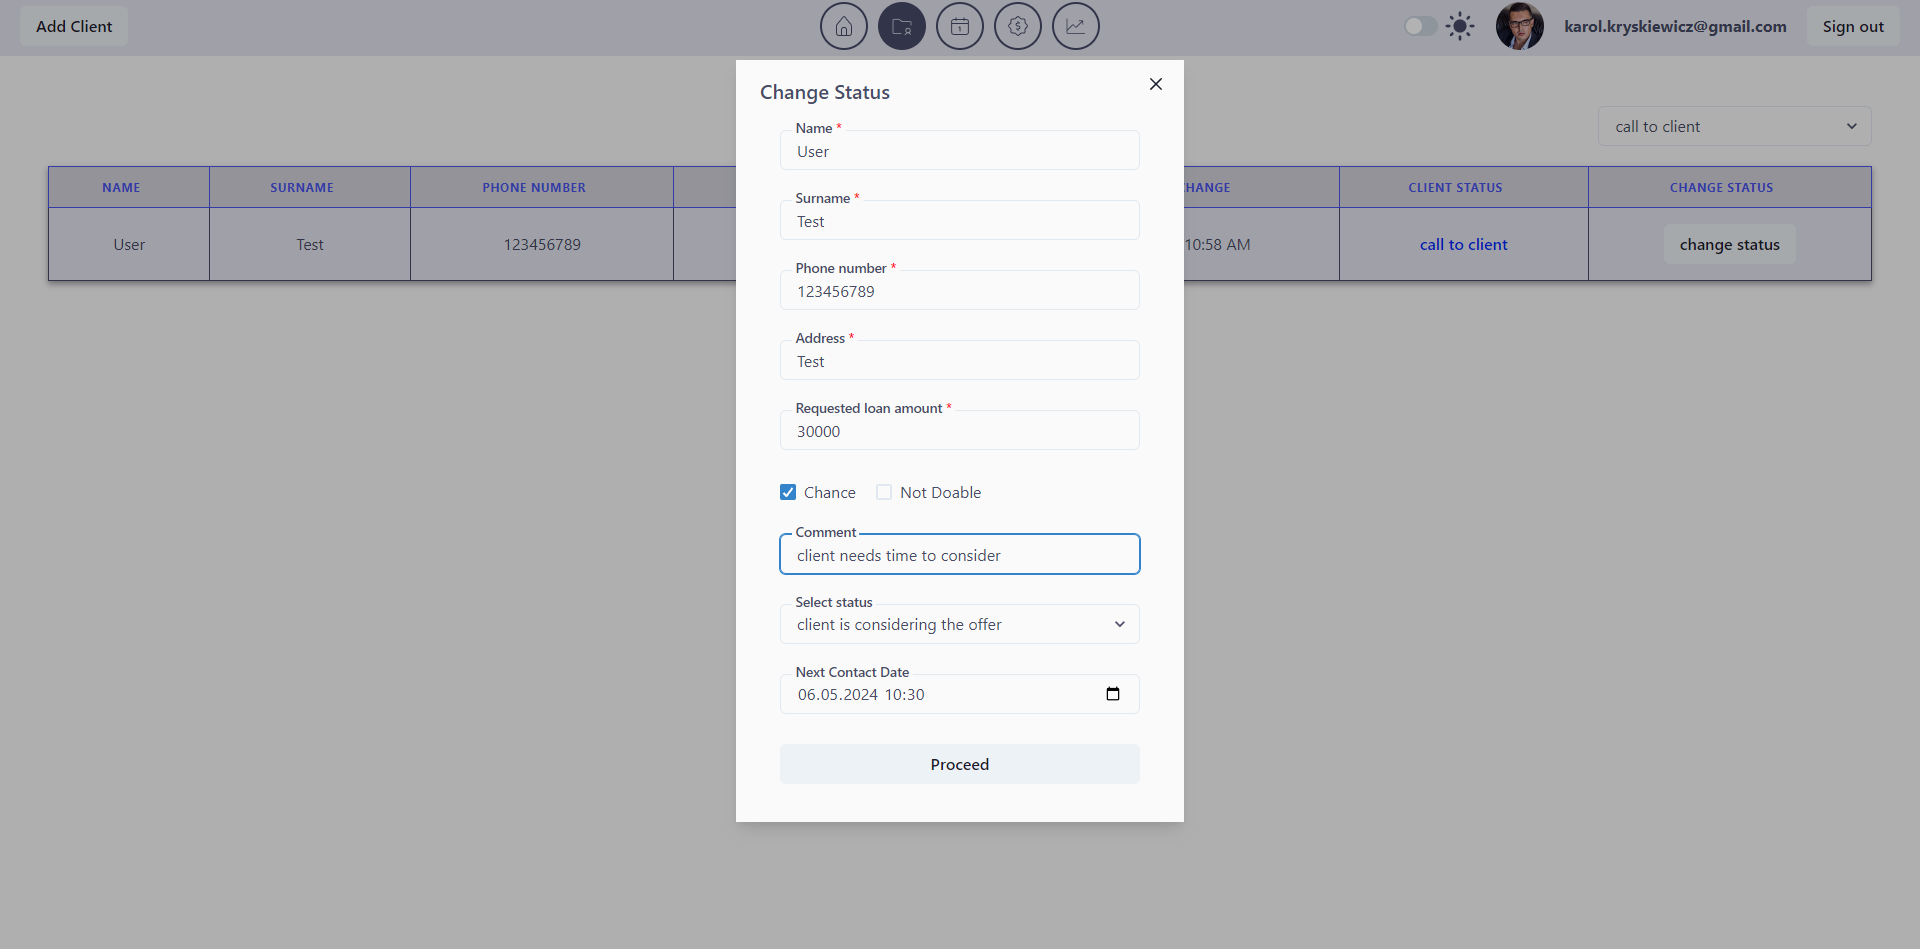 Add Client
1
$
karol.kryskiewicz@gmail.com
Sign out
Change Status
call to client
Name *
User
Surname *
Test
Phone number *
123456789
Address *
Test
Requested loan amount *
30000
Chance
Not Doable
Comment
client needs time to consider
Select status
client is considering the offer
Next Contact Date
06.05.2024 10:30
Proceed
NAME SURNAME PHONE NUMBER CLIENT STATUS CHANGE STATUS
User Test 123456789 10:58 AM call to client change status